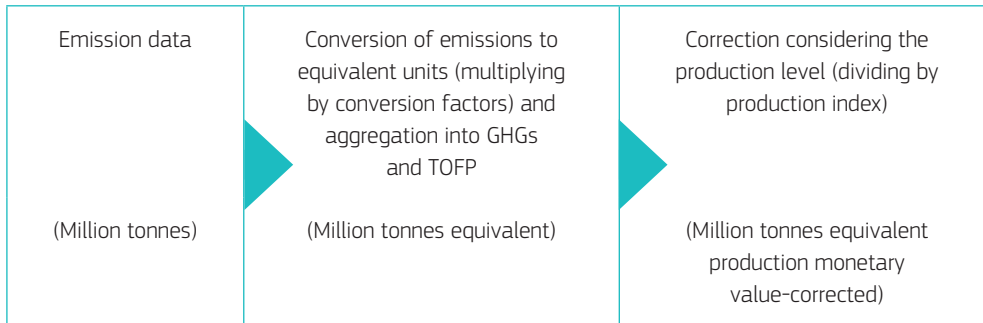 Emission data
(Million tonnes)
Conversion of emissions to
equivalent units (multiplying
by conversion factors) and
aggregation into GHGs
and TOFP
(Million tonnes equivalent)
Correction considering the
production level (dividing by
production index)
(Million tonnes equivalent
production monetary
value-corrected)